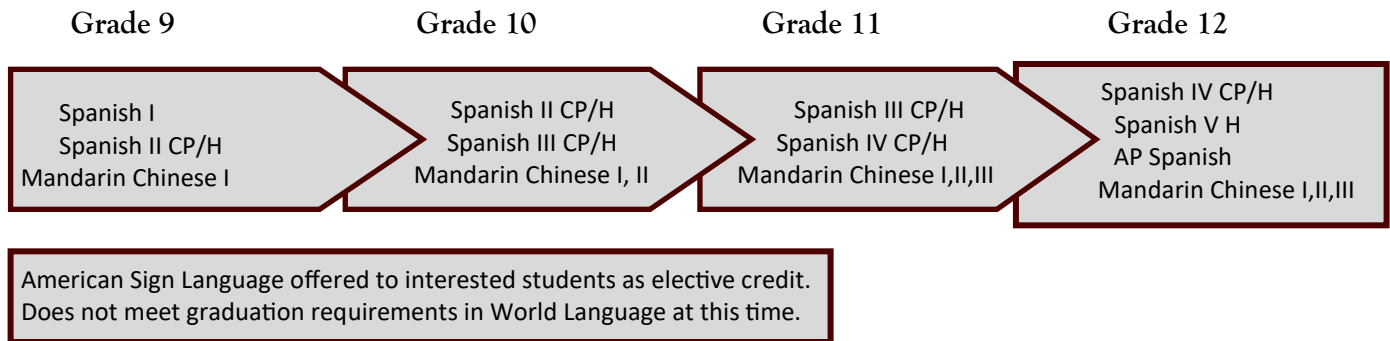 Grade 9
Spanish I
Spanish II CP/H
Mandarin Chinese I
Grade 10
Spanish II CP/H
Spanish III CP/H
Mandarin Chinese I, II
Grade 11
Spanish III CP/H
Spanish IV CP/H
Mandarin Chinese I,II,III
Grade 12
Spanish IV CP/H
Spanish V H
AP Spanish
Mandarin Chinese I,II,III
American Sign Language offered to interested students as elective credit.
Does not meet graduation requirements in World Language at this time.